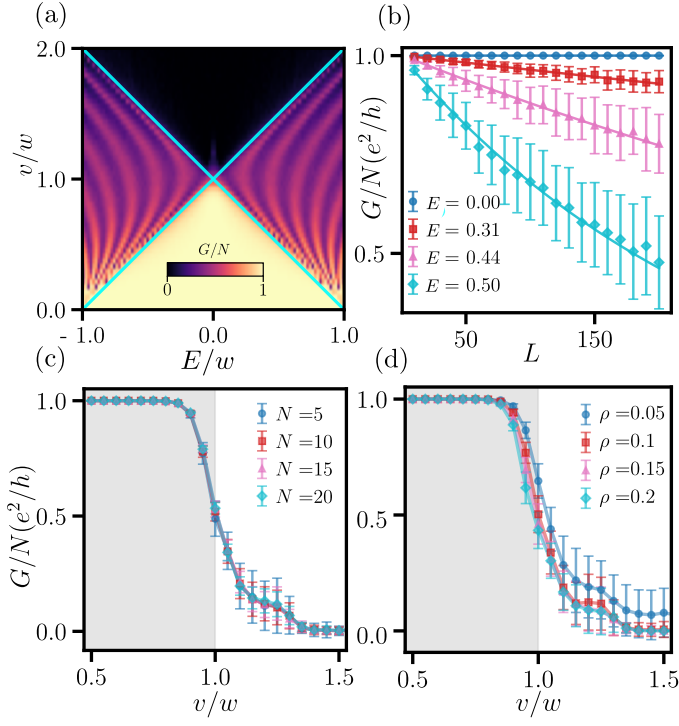 (a)
2.0
1.0
0.0
v/w
G/N
0
1
- 1.0
0.0
1.0
E/w
(b)
1.0
0.5
G/N(e²/h)
E = 0.00
E = 0.31
E = 0.44
E = 0.50
50
150
L
(c)
1.0
0.5
0.0
G/N(e²/h)
N =5
N =10
N =15
N =20
0.5
1.0
1.5
v/w
(d)
1.0
0.5
0.0
ρ =0.05
ρ =0.1
ρ =0.15
ρ =0.2
0.5
1.0
1.5
v/w